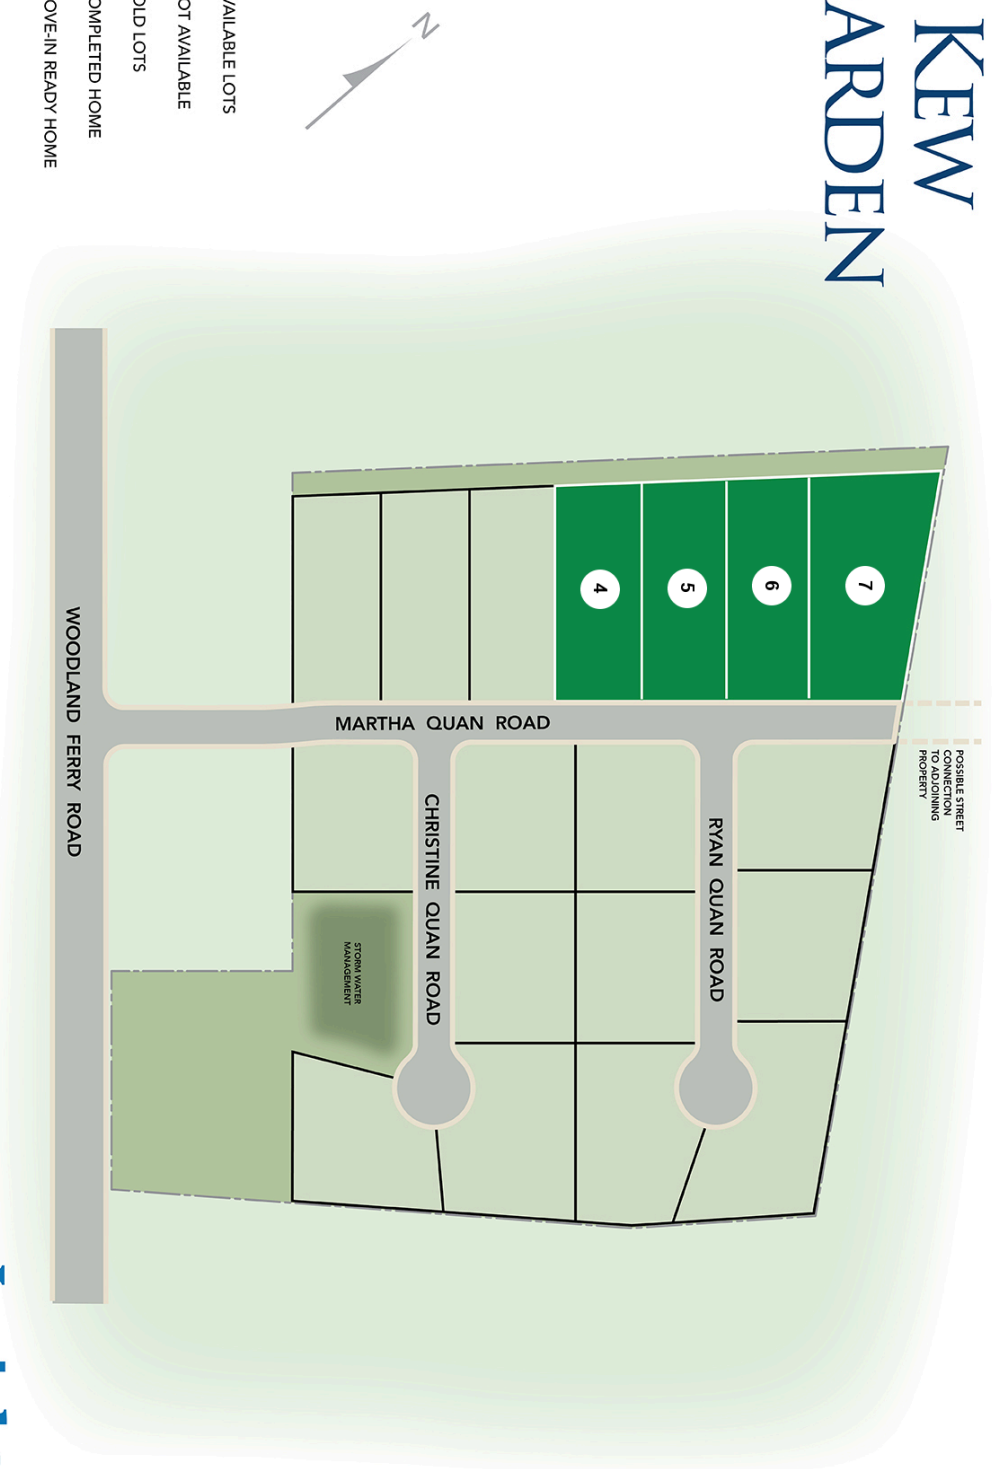 KEW
ARDEN
VAILABLE LOTS
OT AVAILABLE
OLD LOTS
OMPLETED HOME
OVE-IN READY HOME
N
4
5
6
7
MARTHA QUAN ROAD
WOODLAND FERRY ROAD
CHRISTINE QUAN ROAD
RYAN QUAN ROAD
POSSIBLE STREET
CONNECTION
TO ADJOINING
PROPERTY
STORM WATER
MANAGEMENT